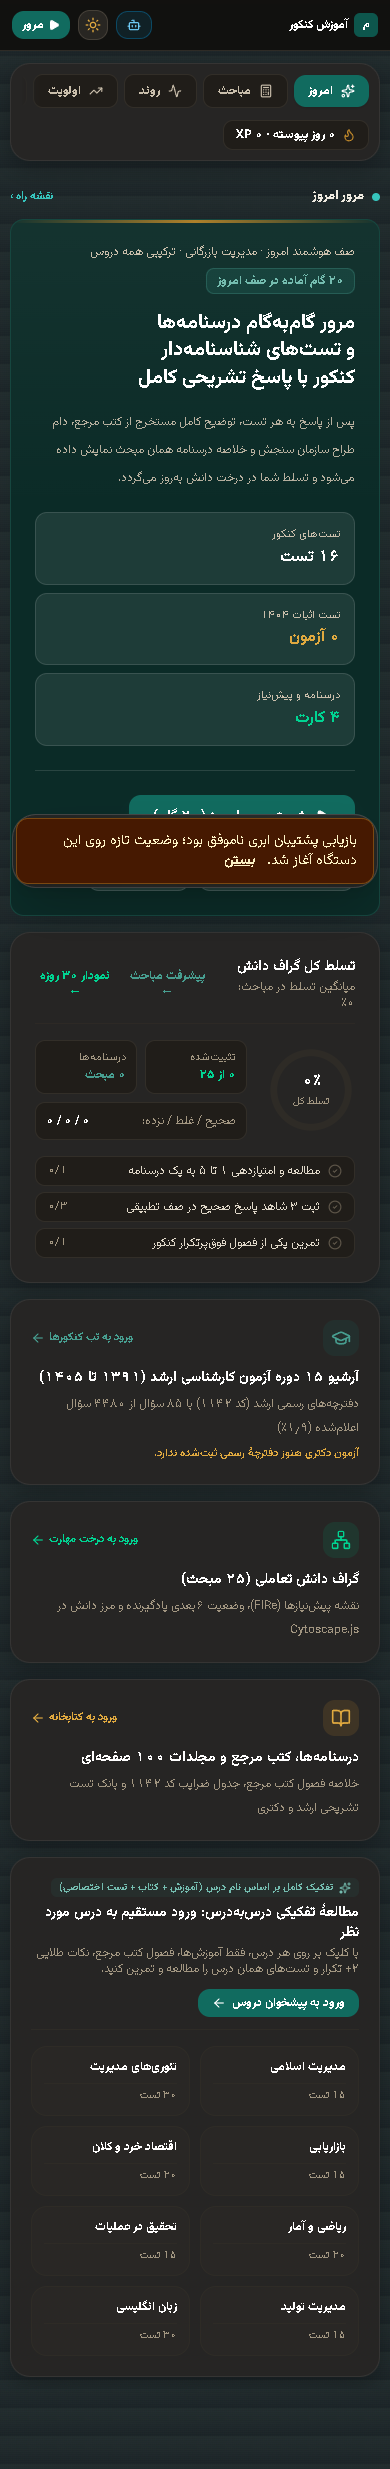 م آموزش کنکور
مرور
امروز
مباحث
روند
اولویت
۰ روز پیوسته · ۰ XP
مرور امروز
نقشه راه ›
صف هوشمند امروز · مدیریت بازرگانی · ترکیبی همه دروس
۲۰ گام آماده در صف امروز
مرور گام‌به‌گام درسنامه‌ها
و تست‌های شناسنامه‌دار
کنکور با پاسخ تشریحی کامل
پس از پاسخ به هر تست، توضیح کامل مستخرج از کتب مرجع، دام
طراح سازمان سنجش و خلاصه درسنامه همان مبحث نمایش داده
می‌شود و تسلط شما در درخت دانش به‌روز می‌گردد.
تست‌های کنکور
۱۶ تست
تست اثبات ۱۴۰۴
۰ آزمون
درسنامه و پیش‌نیاز
۴ کارت
بازیابی پشتیبان ابری ناموفق بود؛ وضعیت تازه روی این
دستگاه آغاز شد. بستن
تسلط کل گراف دانش
میانگین تسلط در مباحث:
۰٪
پیشرفت مباحث ←
نمودار ۳۰ روزه ←
۰٪
تسلط کل
تثبیت‌شده
۰ از ۲۵
درسنامه‌ها
۰ مبحث
صحیح / غلط / نزده:
۰ / ۰ / ۰
مطالعه و امتیازدهی ۱ تا ۵ به یک درسنامه
۰/۱
ثبت ۳ شاهد پاسخ صحیح در صف تطبیقی
۰/۳
تمرین یکی از فصول فوق‌پرتکرار کنکور
۰/۱
ورود به تب کنکورها ←
آرشیو ۱۵ دوره آزمون کارشناسی ارشد (۱۳۹۱ تا ۱۴۰۵)
دفترچه‌های رسمی ارشد (کد ۱۱۴۲) با ۸۵ سؤال از ۴۴۸۰ سؤال
اعلام‌شده (۱٫۹٪)
آزمون دکتری هنوز دفترچهٔ رسمی ثبت‌شده ندارد.
ورود به درخت مهارت ←
گراف دانش تعاملی (۲۵ مبحث)
نقشه پیش‌نیازها (FIRe)، وضعیت ۶بعدی یادگیرنده و مرز دانش در
Cytoscape.js
ورود به کتابخانه ←
درسنامه‌ها، کتب مرجع و مجلدات ۱۰۰ صفحه‌ای
خلاصه فصول کتب مرجع، جدول ضرایب کد ۱۱۴۲ و بانک تست
تشریحی ارشد و دکتری
تفکیک کامل بر اساس نام درس (آموزش + کتاب + تست اختصاصی)
مطالعهٔ تفکیکی درس‌به‌درس: ورود مستقیم به درس مورد
نظر
با کلیک بر روی هر درس، فقط آموزش‌ها، فصول کتب مرجع، نکات طلایی
+۲ تکرار و تست‌های همان درس را مطالعه و تمرین کنید.
ورود به پیشخوان دروس ←
مدیریت اسلامی
۱۵ تست
تئوری‌های مدیریت
۳۰ تست
بازاریابی
۱۵ تست
اقتصاد خرد و کلان
۲۰ تست
ریاضی و آمار
۲۰ تست
تحقیق در عملیات
۱۵ تست
مدیریت تولید
۱۵ تست
زبان انگلیسی
۳۰ تست